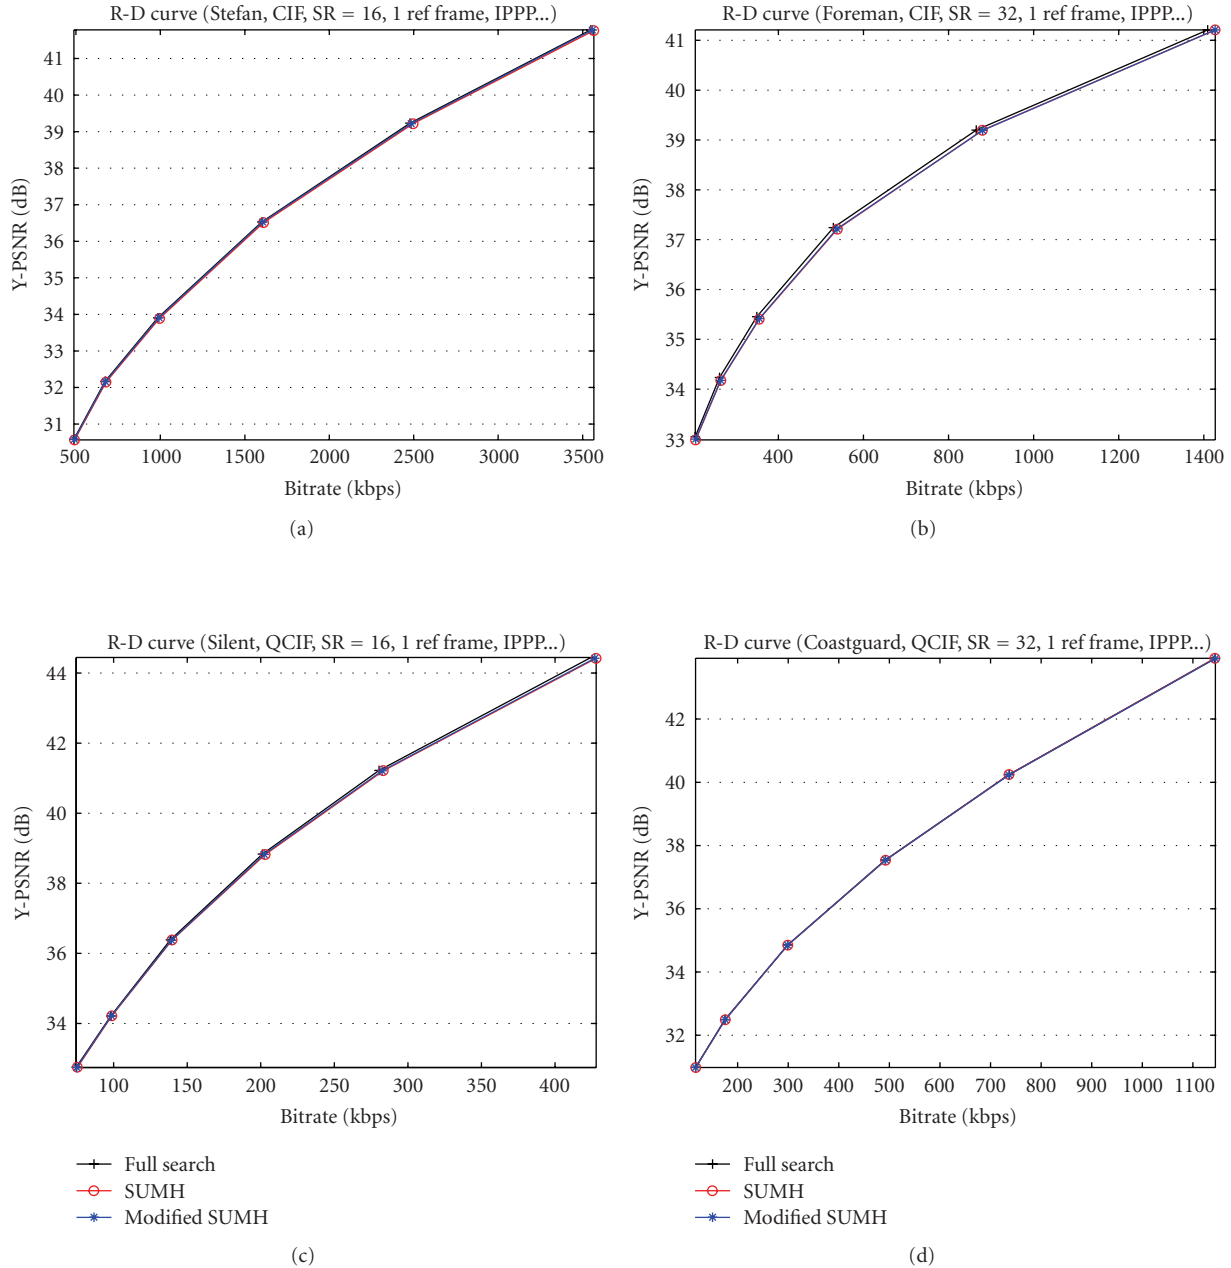 R-D curve (Stefan, CIF, SR = 16, 1 ref frame, IPPP...)
41
40
39
38
37
36
35
34
33
32
31
Y-PSNR (dB)
500 1000 1500 2000 2500 3000 3500
Bitrate (kbps)
(a)
R-D curve (Foreman, CIF, SR = 32, 1 ref frame, IPPP...)
41
40
39
38
37
36
35
34
33
Y-PSNR (dB)
400 600 800 1000 1200 1400
Bitrate (kbps)
(b)
R-D curve (Silent, QCIF, SR = 16, 1 ref frame, IPPP...)
44
42
40
38
36
34
Y-PSNR (dB)
100 150 200 250 300 350 400
Bitrate (kbps)
Full search
SUMH
Modified SUMH
(c)
R-D curve (Coastguard, QCIF, SR = 32, 1 ref frame, IPPP...)
42
40
38
36
34
32
Y-PSNR (dB)
200 300 400 500 600 700 800 900 1000 1100
Bitrate (kbps)
Full search
SUMH
Modified SUMH
(d)